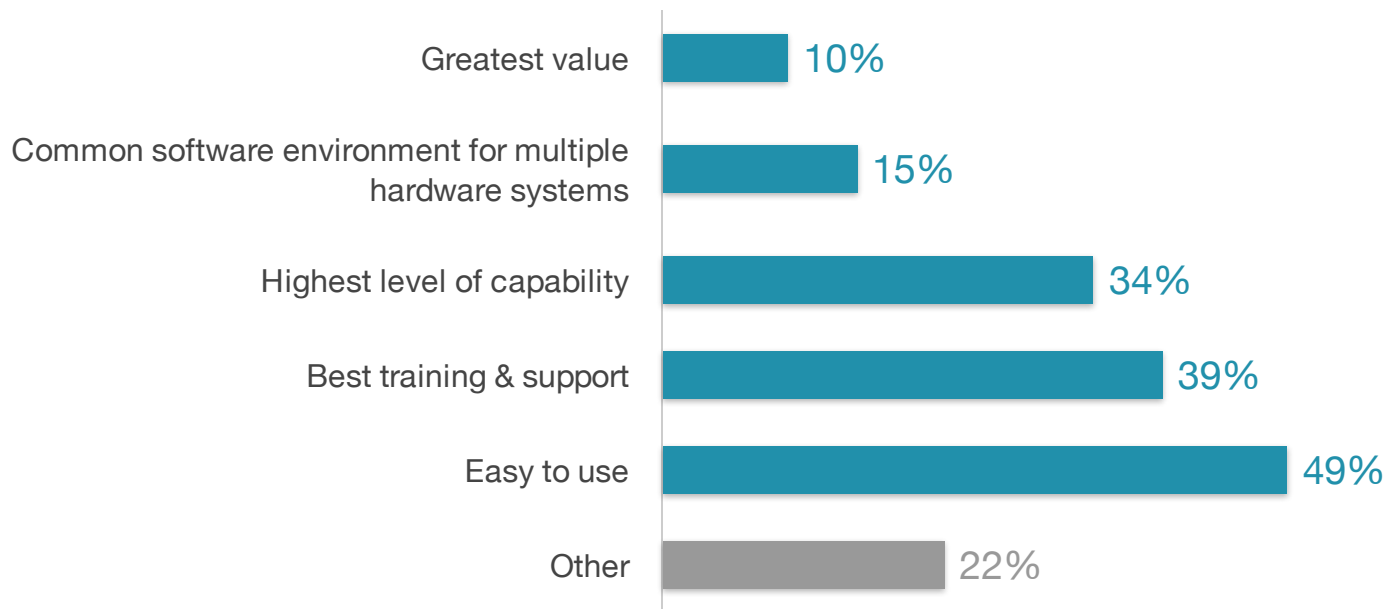 Greatest value 10%
Common software environment for multiple
hardware systems 15%
Highest level of capability 34%
Best training & support 39%
Easy to use 49%
Other 22%